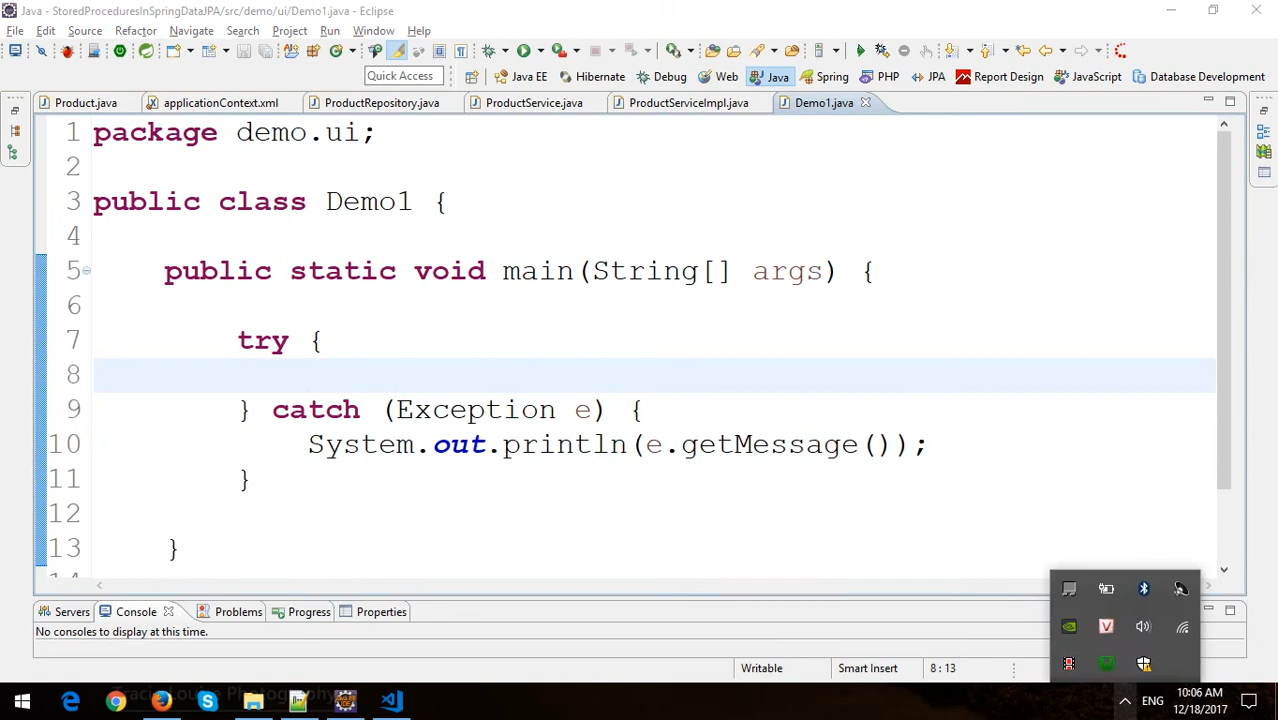 Java - StoredProceduresInSpringDataJPA/src/demo/ui/Demo1.java - Eclipse
File Edit Source Refactor Navigate Search Project Run Window Help
Quick Access Java EE Hibernate Debug Web Java Spring PHP JPA Report Design JavaScript Database Development
Product.java applicationContext.xml ProductRepository.java ProductService.java ProductServiceImpl.java Demo1.java
1 package demo.ui;
2
3 public class Demo1 {
4
5 public static void main(String[] args) {
6
7 try {
8
9 } catch (Exception e) {
10 System.out.println(e.getMessage());
11 }
12
13 }
14
Servers Console Problems Progress Properties
No consoles to display at this time.
Writable Smart Insert 8 : 13
Gracie Louise Photography
ENG 10:06 AM
12/18/2017